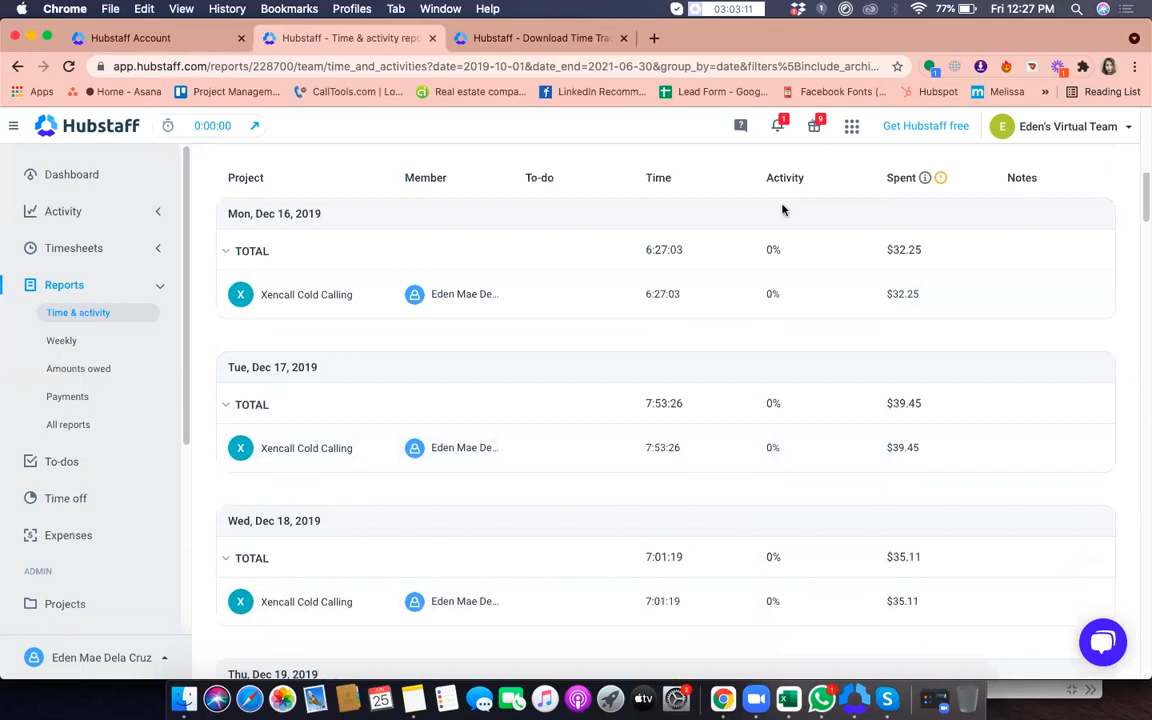 Chrome File Edit View History Bookmarks Profiles Tab Window Help 03:03:11 77% Fri 12:27 PM
Hubstaff Account Hubstaff - Time & activity repo Hubstaff - Download Time Trac
app.hubstaff.com/reports/228700/team/time_and_activities?date=2019-10-01&date_end=2021-06-30&group_by=date&filters%5Binclude_archi...
Apps Home - Asana Project Managem... CallTools.com | Lo... Real estate compa... LinkedIn Recomm... Lead Form - Goog... Facebook Fonts (... Hubspot Melissa » Reading List
Hubstaff 0:00:00 1 9 Get Hubstaff free E Eden's Virtual Team
Dashboard
Activity
Timesheets
Reports
Time & activity
Weekly
Amounts owed
Payments
All reports
To-dos
Time off
Expenses
ADMIN
Projects
Eden Mae Dela Cruz
Project Member To-do Time Activity Spent Notes
Mon, Dec 16, 2019
TOTAL 6:27:03 0% $32.25
X Xencall Cold Calling Eden Mae De... 6:27:03 0% $32.25
Tue, Dec 17, 2019
TOTAL 7:53:26 0% $39.45
X Xencall Cold Calling Eden Mae De... 7:53:26 0% $39.45
Wed, Dec 18, 2019
TOTAL 7:01:19 0% $35.11
X Xencall Cold Calling Eden Mae De... 7:01:19 0% $35.11
Thu, Dec 19, 2019
25 tv 2 1